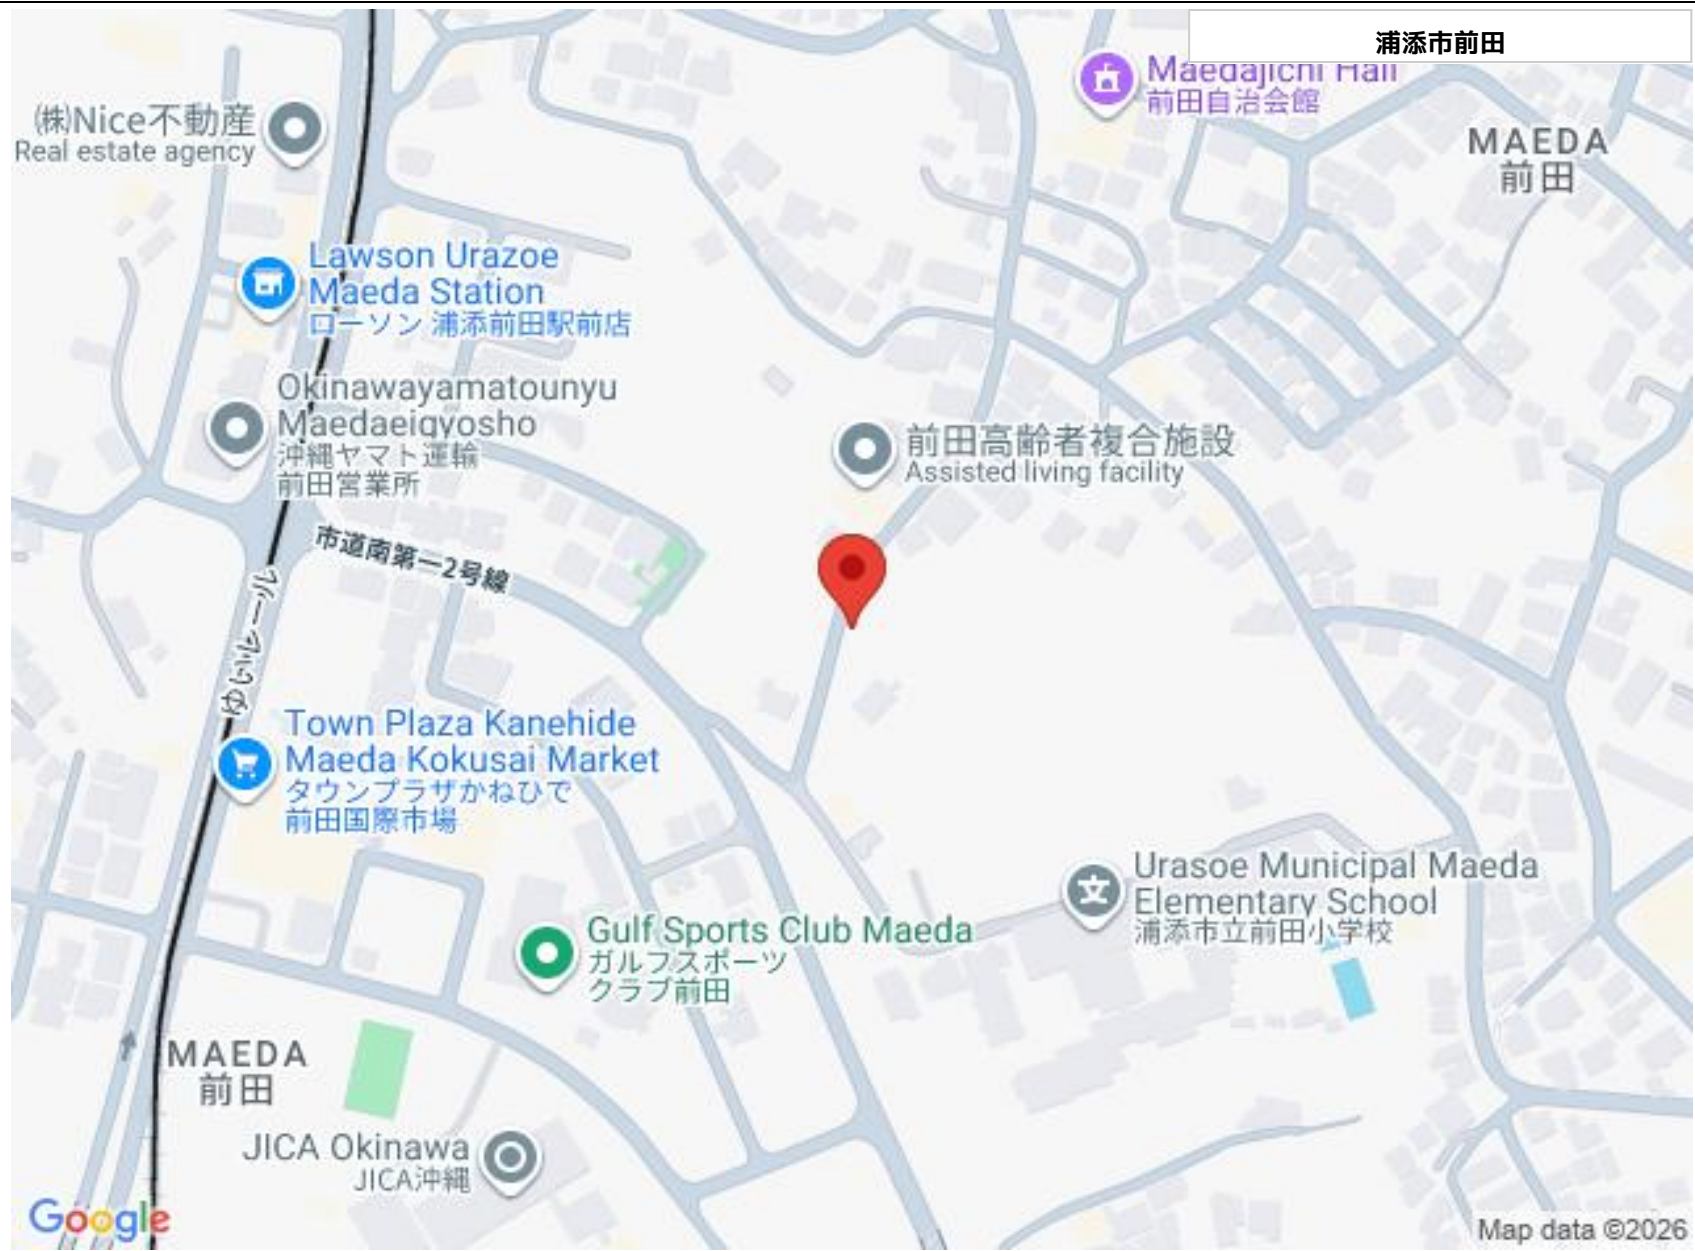 浦添市前田
Maedajichi Hall
前田自治会館
㈱Nice不動産
Real estate agency
MAEDA
前田
Lawson Urazoe
Maeda Station
ローソン 浦添前田駅前店
Okinawayamatounyu
Maedaeigyosho
沖縄ヤマト運輸
前田営業所
前田高齢者複合施設
Assisted living facility
市道南第一2号線
ゆいレール
Town Plaza Kanehide
Maeda Kokusai Market
タウンプラザかねひで
前田国際市場
Urasoe Municipal Maeda
Elementary School
浦添市立前田小学校
文
Gulf Sports Club Maeda
ガルフスポーツ
クラブ前田
MAEDA
前田
JICA Okinawa
JICA沖縄
Google
Map data ©2026